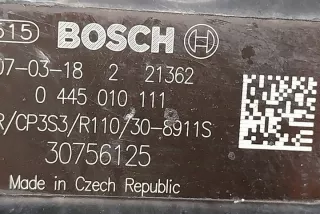 515 BOSCH
07-03-18 2 21362
0 445 010 111
R/CP3S3/R110/30-8911S
30756125
Made in Czech Republic